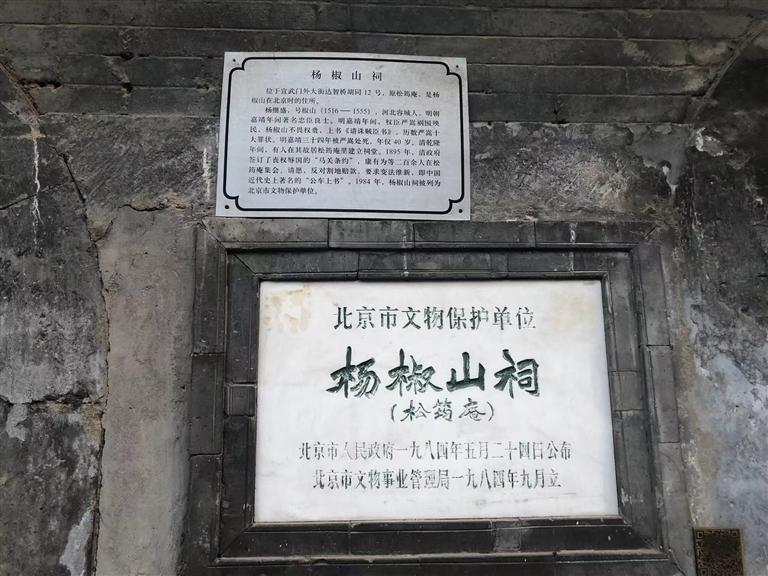 杨椒山祠
位于宣武门外大街达智桥胡同12号，原松筠庵，是杨
椒山在北京时的住所。
杨继盛，号椒山（1516—1555），河北容城人，明朝
嘉靖年间著名忠臣良士。明嘉靖年间，权臣严嵩祸国殃
民，杨椒山不畏权贵，上书《请诛贼臣书》，历数严嵩十
大罪状。明嘉靖三十四年被严嵩处死，年仅40岁。清乾隆
年间，有人在其故居松筠庵里建立祠堂。1895年，清政府
签订了丧权辱国的“马关条约”，康有为等二百余人在松
筠庵集会，请愿，反对割地赔款，要求变法维新，即中国
近代史上著名的“公车上书”。1984年，杨椒山祠被列为
北京市文物保护单位。
北京市文物保护单位
杨椒山祠
（松筠庵）
北京市人民政府一九八四年五月二十四日公布
北京市文物事业管理局一九八四年九月立